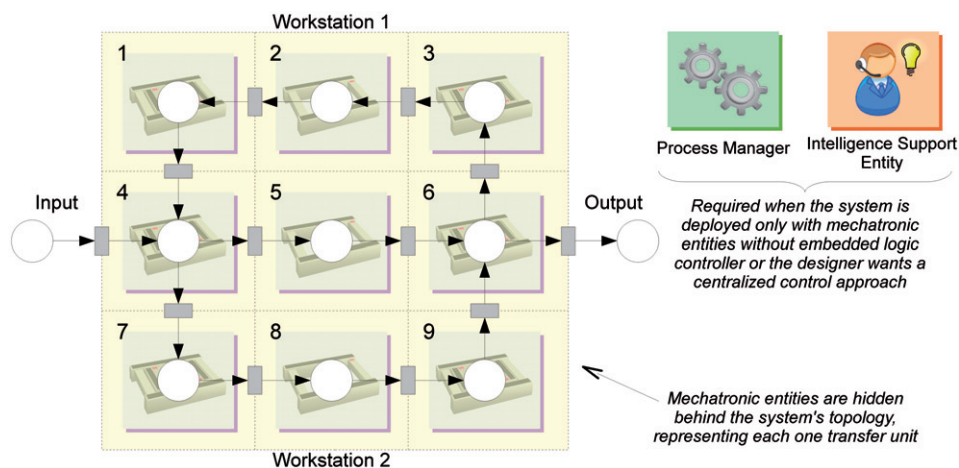 Workstation 1
1
2
3
4
5
6
7
8
9
Input
Output
Workstation 2
Process Manager
Intelligence Support
Entity
Required when the system is
deployed only with mechatronic
entities without embedded logic
controller or the designer wants a
centralized control approach
Mechatronic entities are hidden
behind the system's topology,
representing each one transfer unit